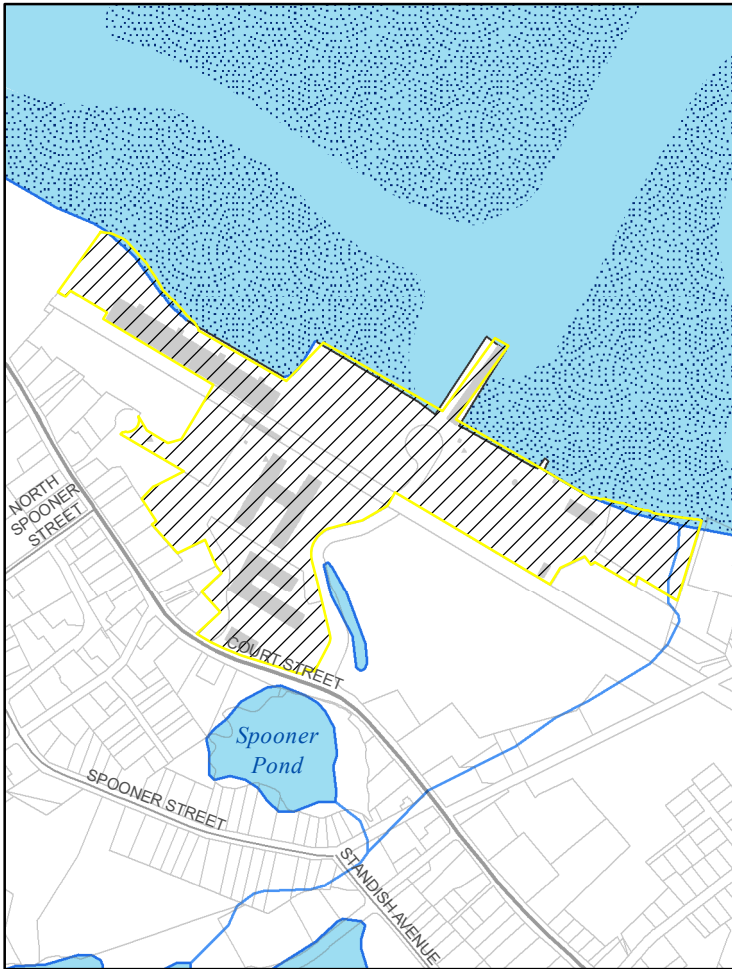 NORTH
SPOONER
STREET
COURT STREET
Spooner
Pond
SPOONER STREET
STANDISH AVENUE